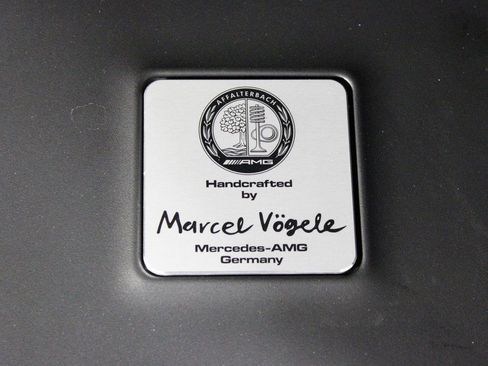 AFFALTERBACH
AMG
Handcrafted
by
Marcel Vögele
Mercedes-AMG
Germany